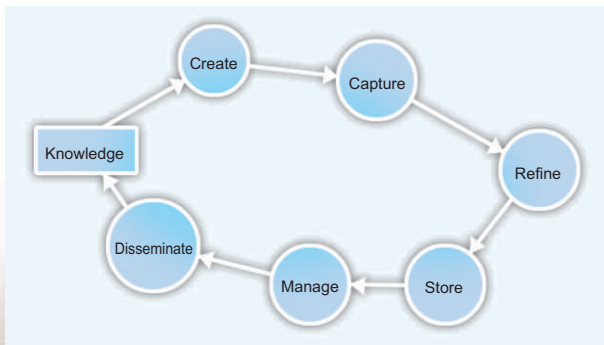 Create
Capture
Knowledge
Refine
Disseminate
Manage
Store